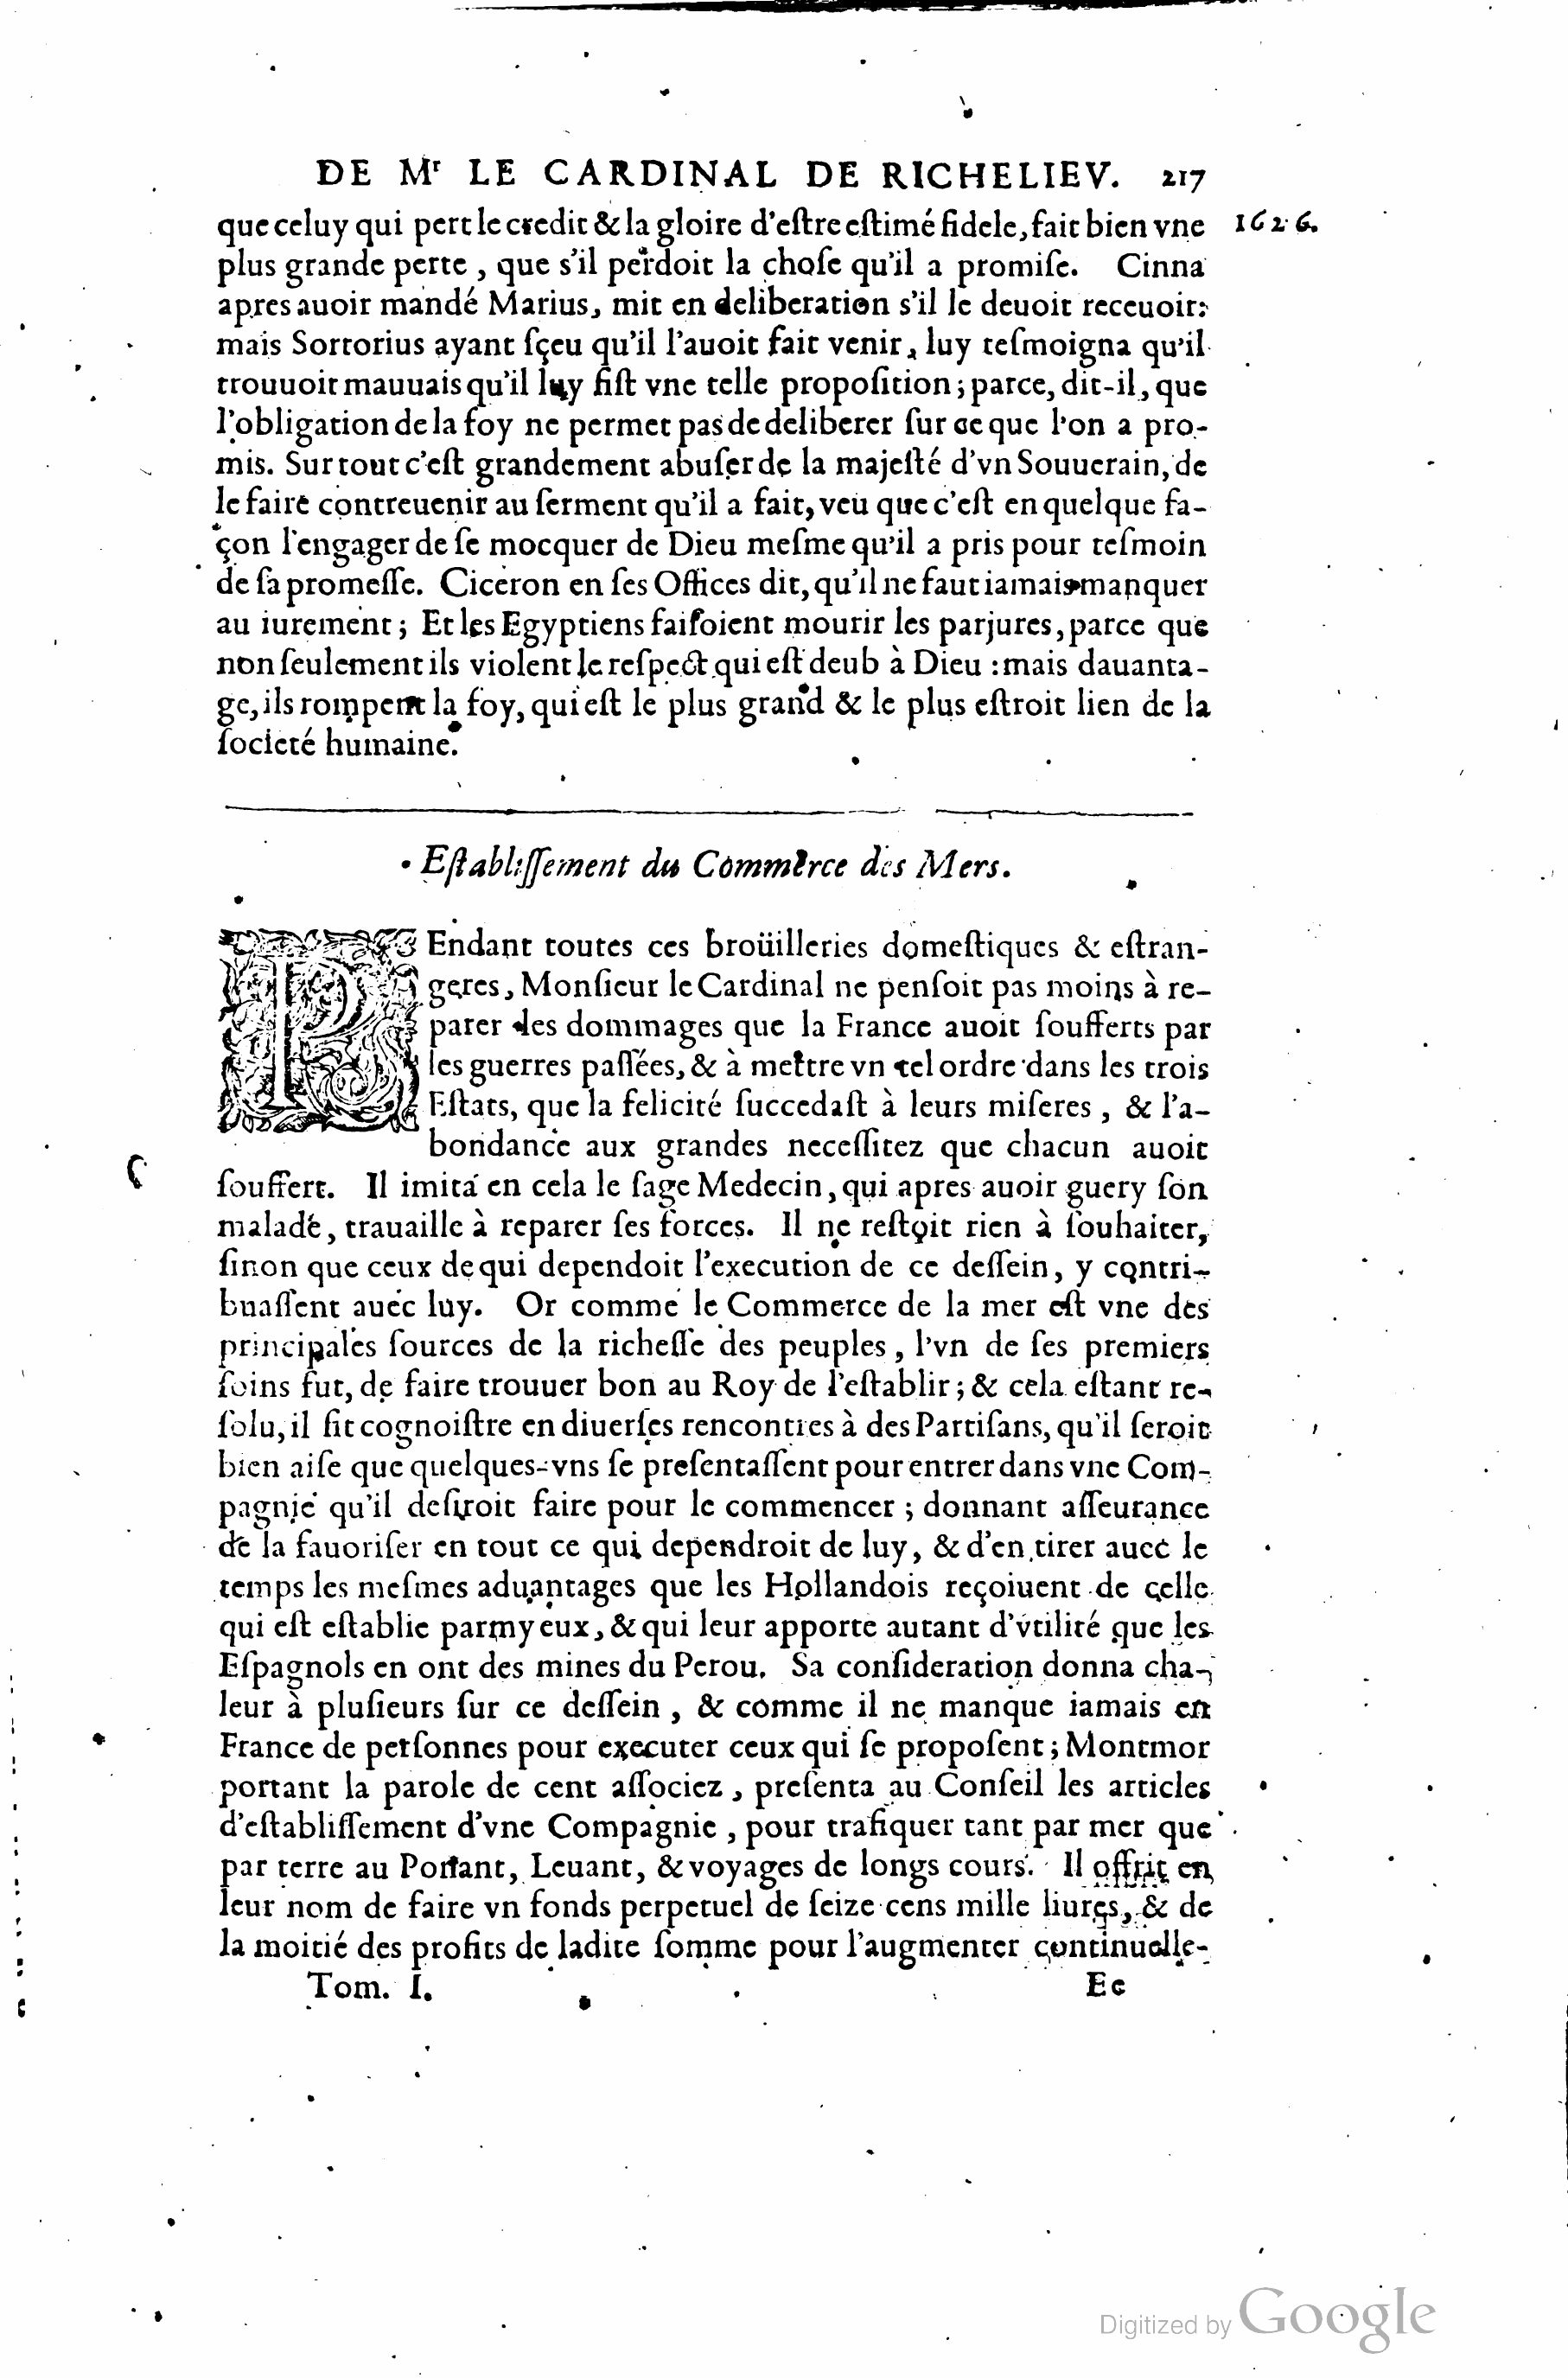 DE Mr LE CARDINAL DE RICHELIEV. 217
que celuy qui pert le credit & la gloire d'eſtre eſtimé fidele, fait bien vne 1626.
plus grande perte, que s'il perdoit la choſe qu'il a promiſe. Cinna
apres auoir mandé Marius, mit en deliberation s'il le deuoit receuoir:
mais Sortorius ayant ſçeu qu'il l'auoit fait venir, luy teſmoigna qu'il
trouuoit mauuais qu'il luy fiſt vne telle propoſition; parce, dit-il, que
l'obligation de la foy ne permet pas de deliberer ſur ce que l'on a pro-
mis. Sur tout c'eſt grandement abuſer de la majeſté d'vn Souuerain, de
le faire contreuenir au ſerment qu'il a fait, veu que c'eſt en quelque fa-
çon l'engager de ſe mocquer de Dieu meſme qu'il a pris pour teſmoin
de ſa promeſſe. Ciceron en ſes Offices dit, qu'il ne faut iamais manquer
au iurement; Et les Egyptiens faiſoient mourir les parjures, parce que
non ſeulement ils violent le reſpect qui eſt deub à Dieu : mais dauanta-
ge, ils rompent la foy, qui eſt le plus grand & le plus eſtroit lien de la
ſocieté humaine.
Eſtabliſſement du Commerce des Mers.
PEndant toutes ces broüilleries domeſtiques & eſtran-
geres, Monſieur le Cardinal ne penſoit pas moins à re-
parer les dommages que la France auoit ſoufferts par
les guerres paſſées, & à mettre vn tel ordre dans les trois
Eſtats, que la felicité ſuccedaſt à leurs miſeres, & l'a-
bondance aux grandes neceſſitez que chacun auoit
ſouffert. Il imita en cela le ſage Medecin, qui apres auoir guery ſon
malade, trauaille à reparer ſes forces. Il ne reſtoit rien à ſouhaiter,
ſinon que ceux de qui dependoit l'execution de ce deſſein, y contri-
buaſſent auec luy. Or comme le Commerce de la mer eſt vne des
principales ſources de la richeſſe des peuples, l'vn de ſes premiers
ſoins fut, de faire trouuer bon au Roy de l'eſtablir; & cela eſtant re-
ſolu, il fit cognoiſtre en diuerſes rencontres à des Partiſans, qu'il ſeroit
bien aiſe que quelques-vns ſe preſentaſſent pour entrer dans vne Com-
pagnie qu'il deſiroit faire pour le commencer; donnant aſſeurance
de la fauoriſer en tout ce qui dependroit de luy, & d'en tirer auec le
temps les meſmes aduantages que les Hollandois reçoiuent de celle
qui eſt eſtablie parmy eux, & qui leur apporte autant d'vtilité que les
Eſpagnols en ont des mines du Perou. Sa conſideration donna cha-
leur à pluſieurs ſur ce deſſein, & comme il ne manque iamais en
France de perſonnes pour executer ceux qui ſe propoſent; Montmor
portant la parole de cent aſſociez, preſenta au Conſeil les articles
d'eſtabliſſement d'vne Compagnie, pour trafiquer tant par mer que
par terre au Ponant, Leuant, & voyages de longs cours. Il offrit en
leur nom de faire vn fonds perpetuel de ſeize cens mille liures, & de
la moitié des profits de ladite ſomme pour l'augmenter continuelle-
Tom. I. Ee
Digitized by Google